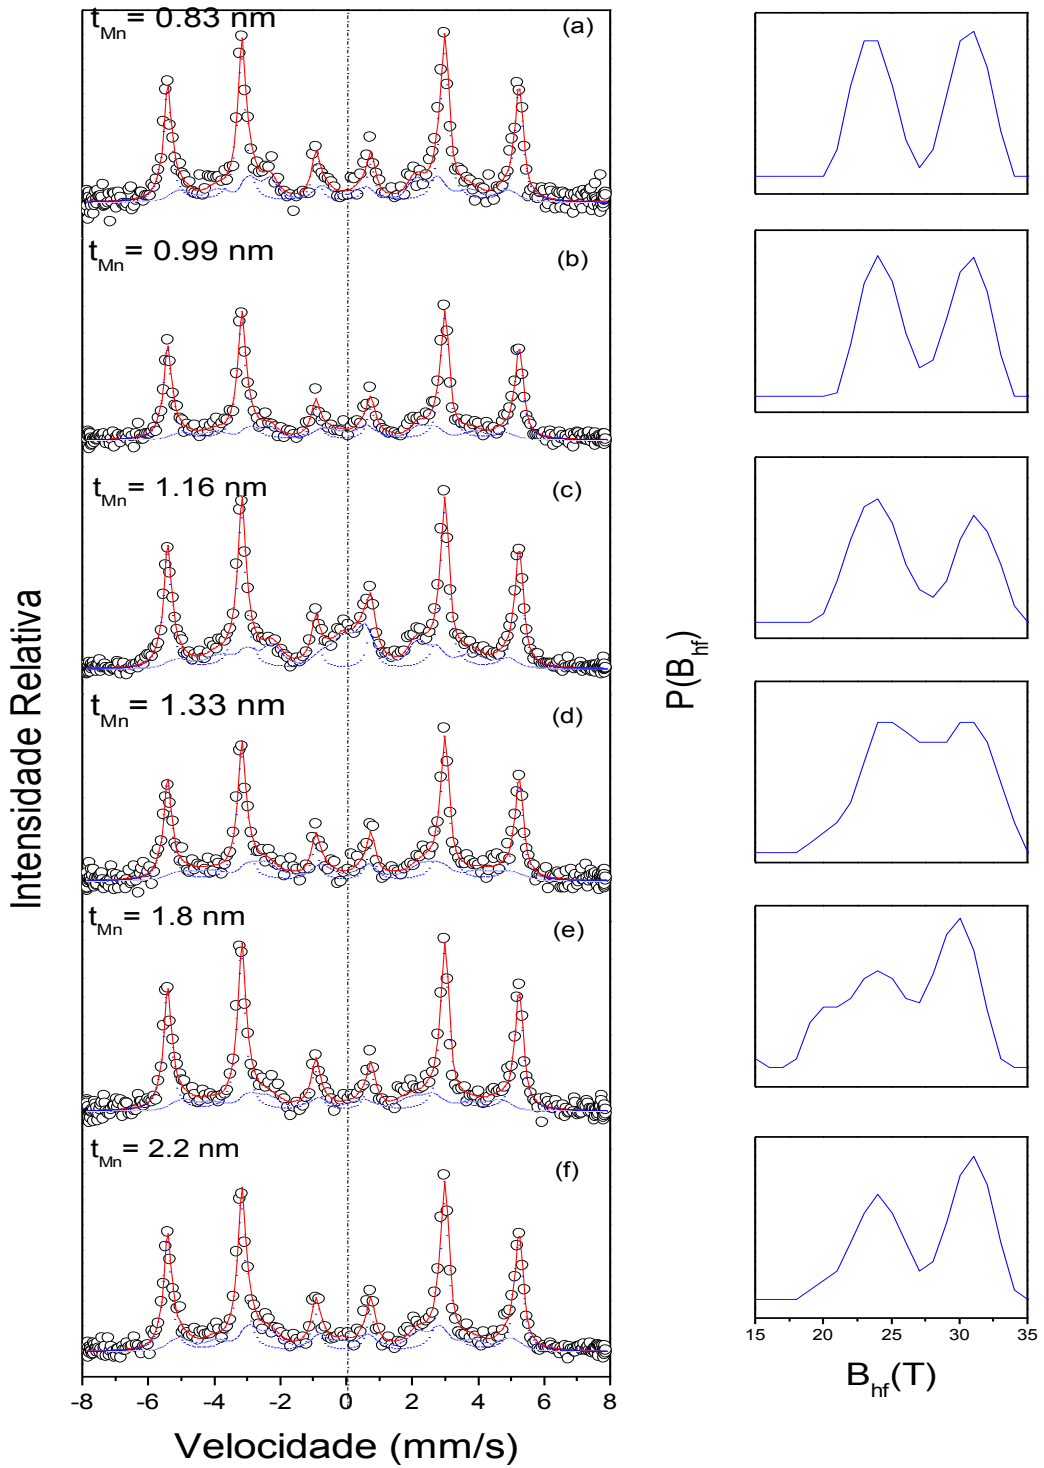 t_Mn = 0.83 nm (a)
t_Mn = 0.99 nm (b)
t_Mn = 1.16 nm (c)
t_Mn = 1.33 nm (d)
t_Mn = 1.8 nm (e)
t_Mn = 2.2 nm (f)
Intensidade Relativa
-8 -6 -4 -2 0 2 4 6 8
Velocidade (mm/s)
P(B_hf)
15 20 25 30 35
B_hf(T)